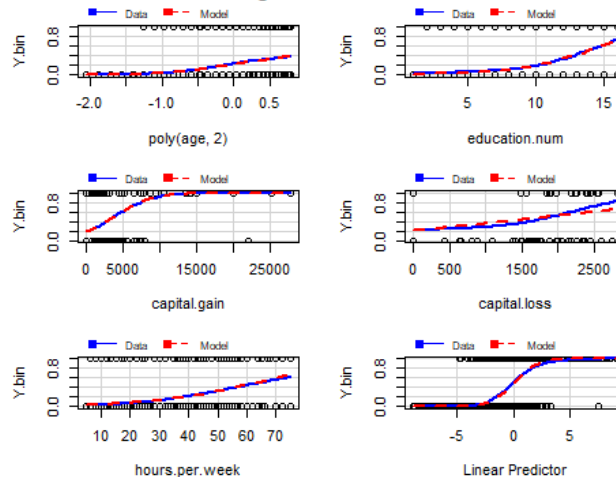 Data Model
Y.bin
0.0 0.8
-2.0 -1.0 0.0 0.5
poly(age, 2)
Data Model
Y.bin
0.0 0.8
5 10 15
education.num
Data Model
Y.bin
0.0 0.8
0 5000 15000 25000
capital.gain
Data Model
Y.bin
0.0 0.8
0 500 1500 2500
capital.loss
Data Model
Y.bin
0.0 0.8
10 20 30 40 50 60 70
hours.per.week
Data Model
Y.bin
0.0 0.8
-5 0 5
Linear Predictor